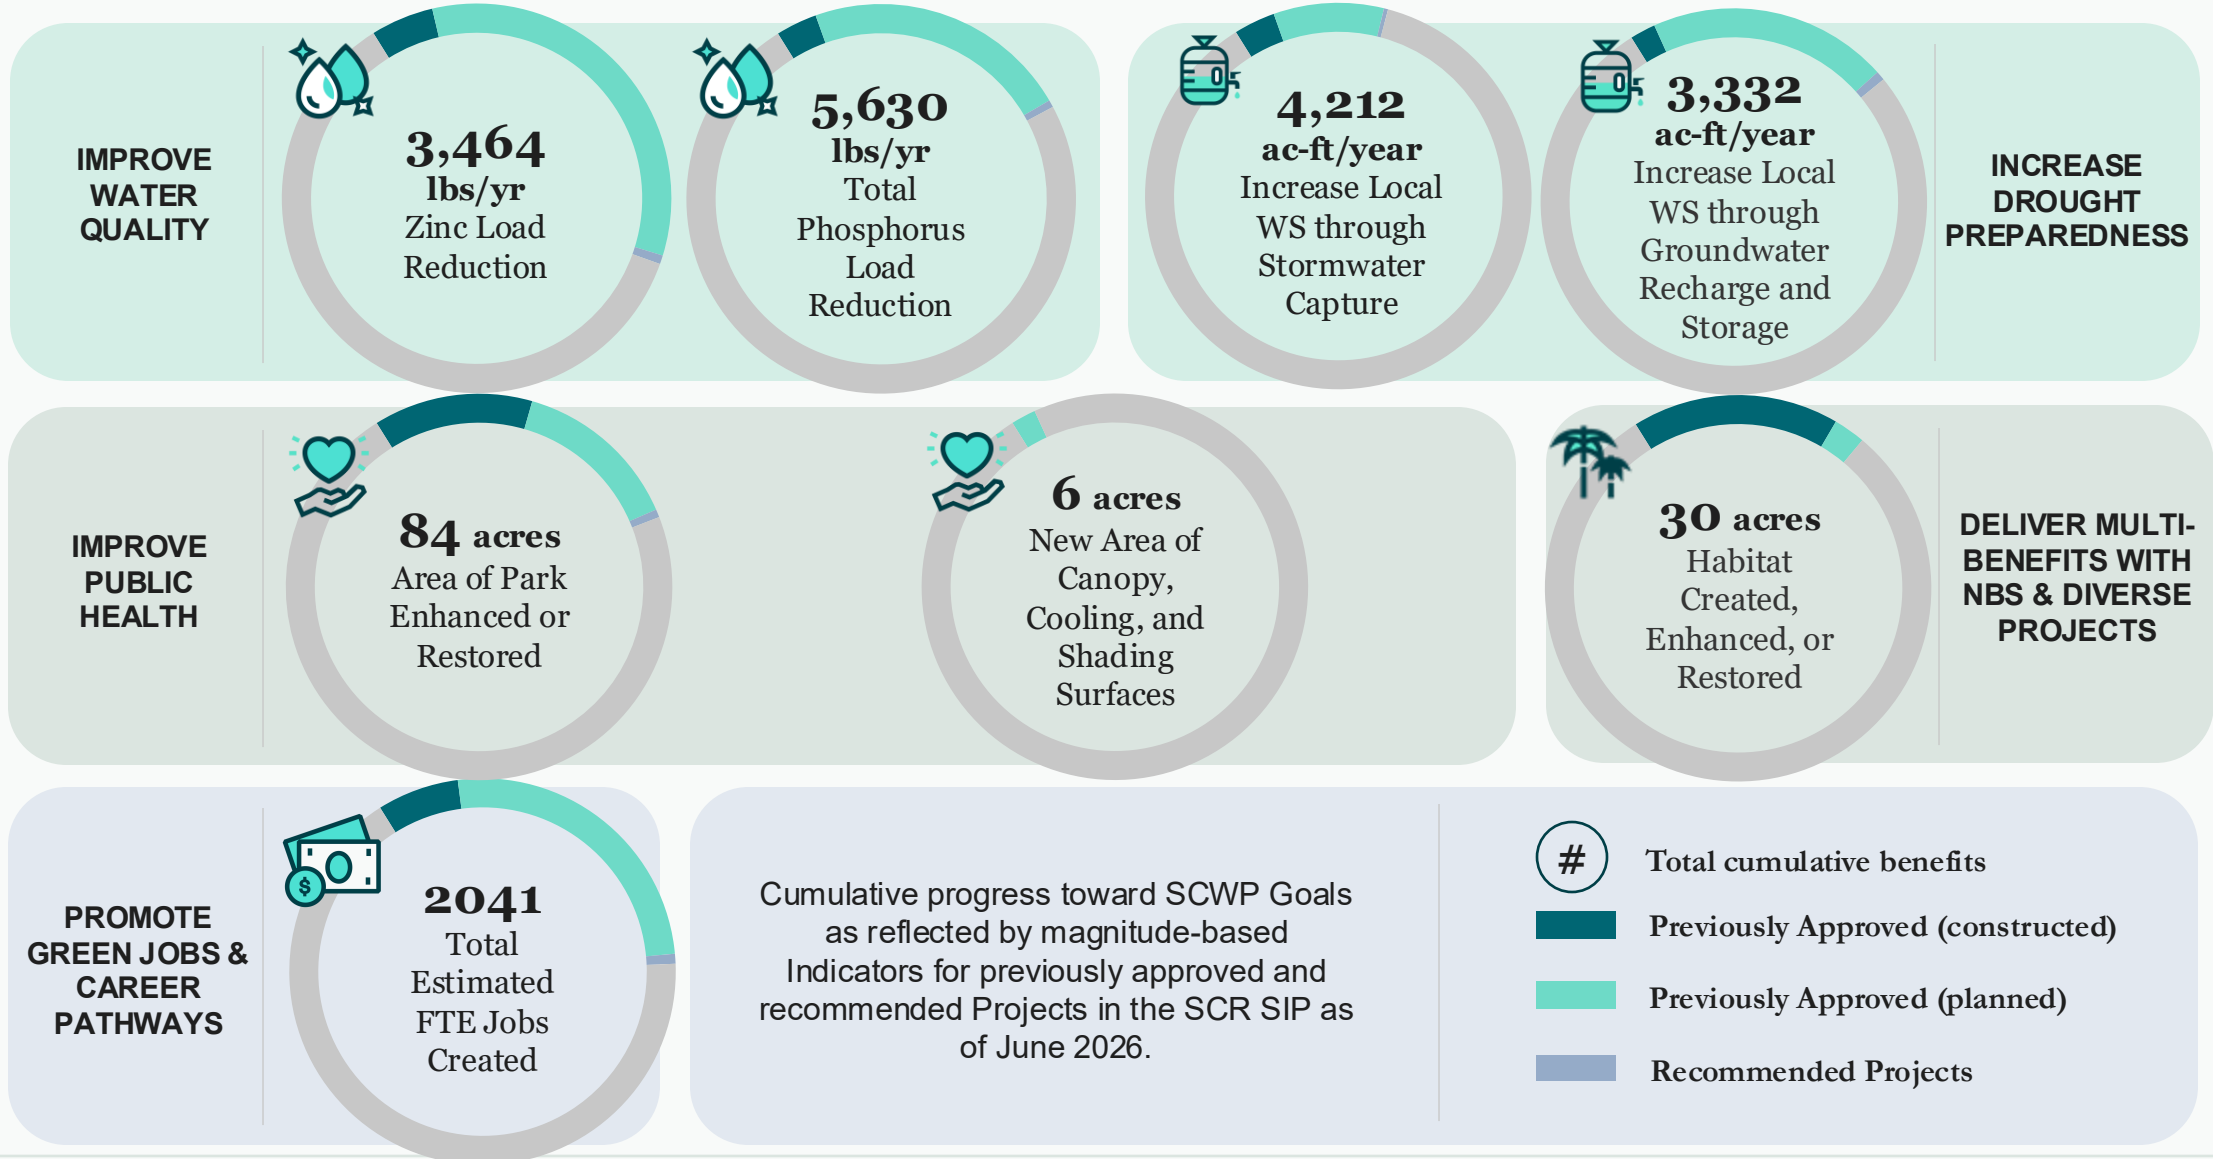 IMPROVE
WATER
QUALITY
3,464
lbs/yr
Zinc Load
Reduction
5,630
lbs/yr
Total
Phosphorus
Load
Reduction
4,212
ac-ft/year
Increase Local
WS through
Stormwater
Capture
3,332
ac-ft/year
Increase Local
WS through
Groundwater
Recharge and
Storage
INCREASE
DROUGHT
PREPAREDNESS
IMPROVE
PUBLIC
HEALTH
84 acres
Area of Park
Enhanced or
Restored
6 acres
New Area of
Canopy,
Cooling, and
Shading
Surfaces
30 acres
Habitat
Created,
Enhanced, or
Restored
DELIVER MULTI-
BENEFITS WITH
NBS & DIVERSE
PROJECTS
PROMOTE
GREEN JOBS &
CAREER
PATHWAYS
$
2041
Total
Estimated
FTE Jobs
Created
Cumulative progress toward SCWP Goals
as reflected by magnitude-based
Indicators for previously approved and
recommended Projects in the SCR SIP as
of June 2026.
# Total cumulative benefits
Previously Approved (constructed)
Previously Approved (planned)
Recommended Projects